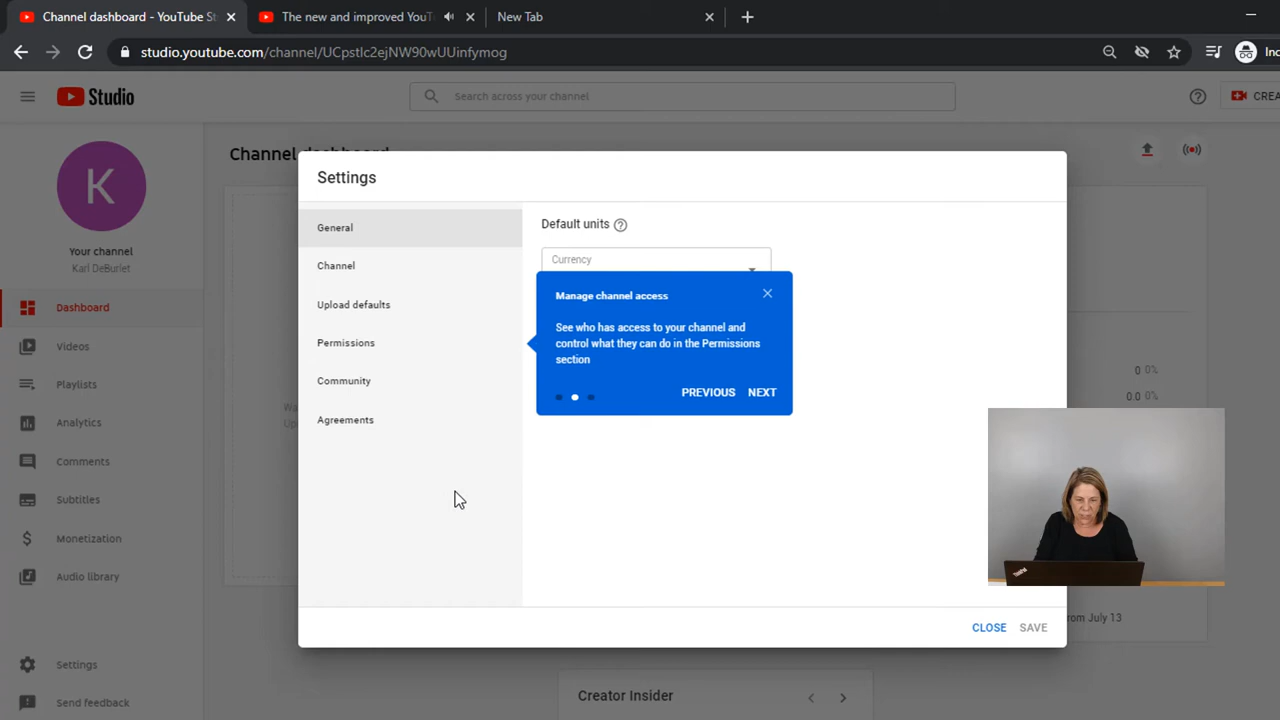 Channel dashboard - YouTube St
The new and improved YouT
New Tab
studio.youtube.com/channel/UCpstlc2ejNW90wUUinfymog
Inc
Studio
Search across your channel
CREA
K
Your channel
Karl DeBurlet
Dashboard
Videos
Playlists
Analytics
Comments
Subtitles
Monetization
Audio library
Settings
Send feedback
Channel dashboard
Settings
General
Channel
Upload defaults
Permissions
Community
Agreements
Default units
Currency
Manage channel access
See who has access to your channel and
control what they can do in the Permissions
section
PREVIOUS
NEXT
0 0%
0.0 0%
from July 13
CLOSE
SAVE
Creator Insider